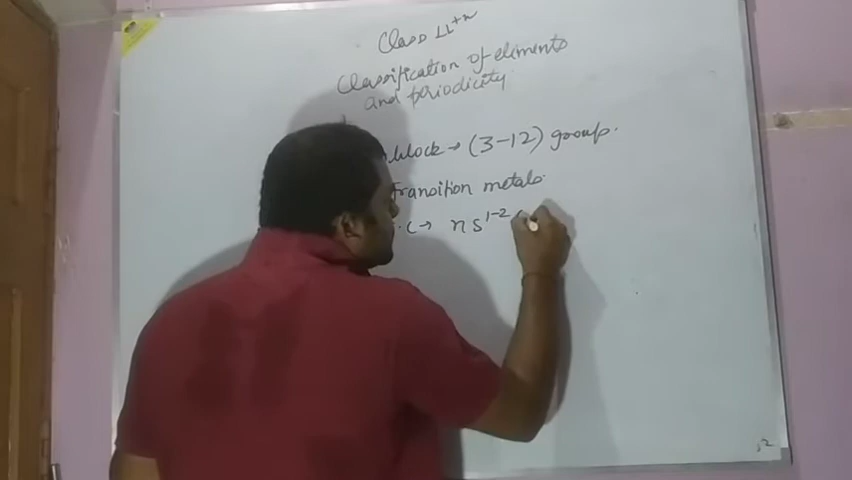 Class 11th
Classification of elements
and periodicity
block → (3-12) group.
Transition metals.
.C → ns¹⁻² (